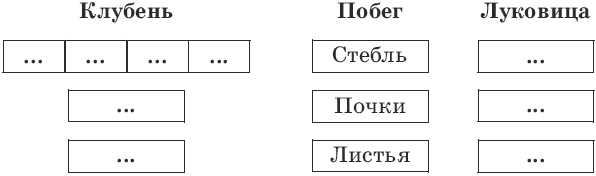 Клубень Побег Луковица
... ... ... ... Стебль ...
... Почки ...
... Листья ...